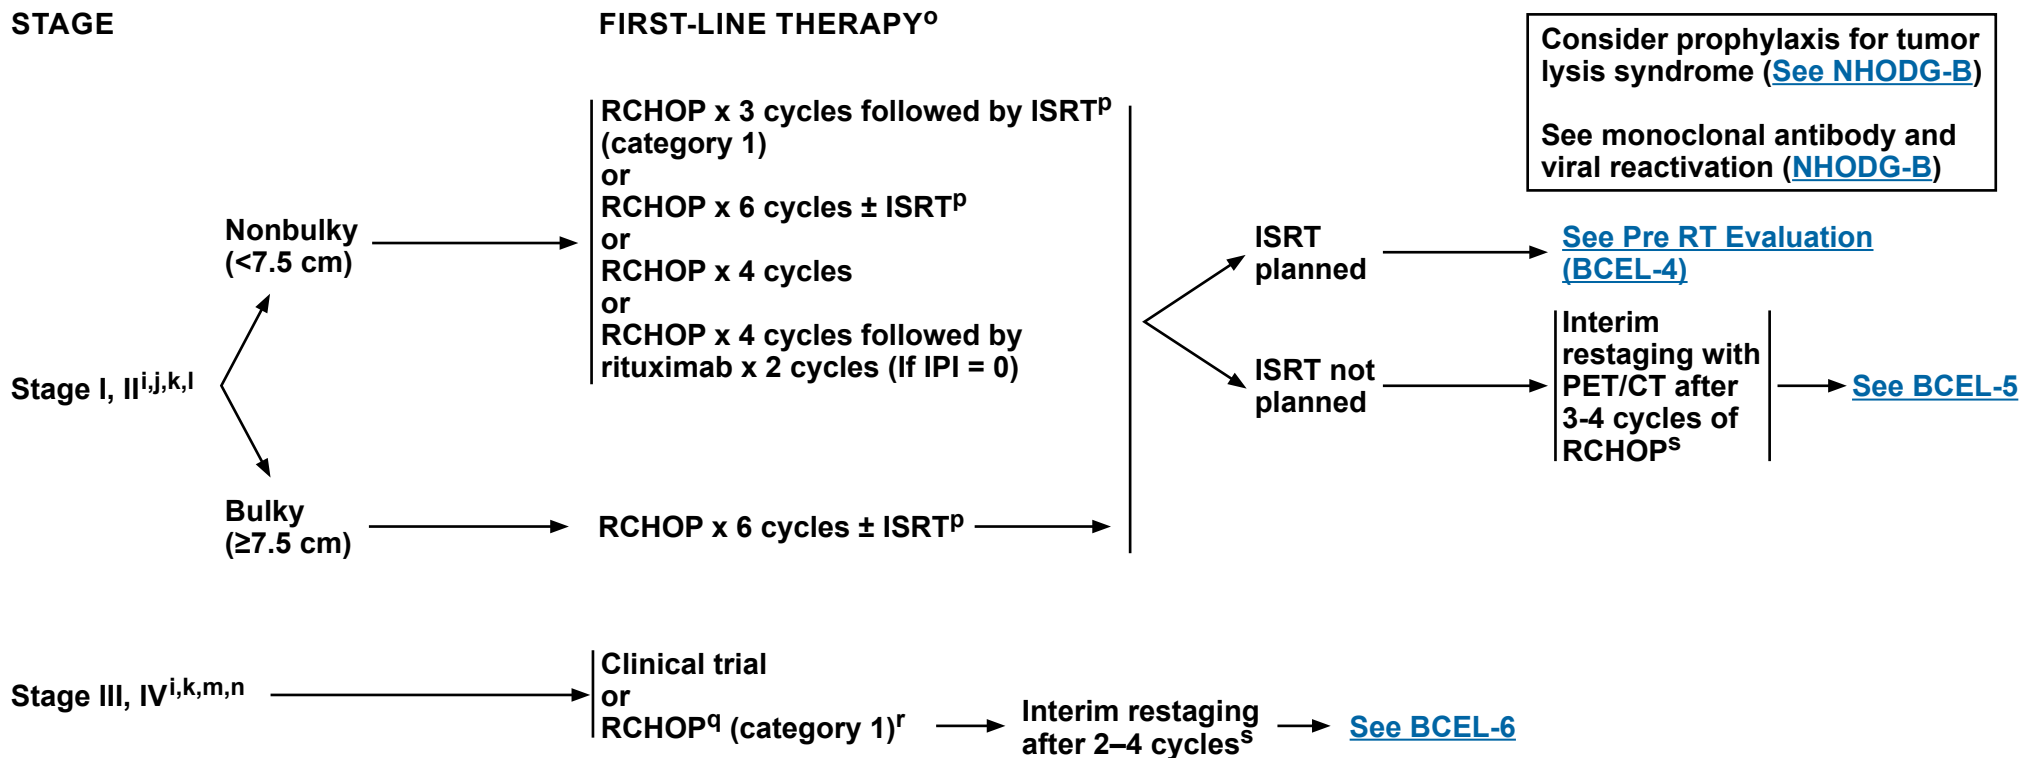 STAGE
FIRST-LINE THERAPYo
Consider prophylaxis for tumor
lysis syndrome (See NHODG-B)
See monoclonal antibody and
viral reactivation (NHODG-B)
Stage I, IIi,j,k,l
Nonbulky
(<7.5 cm)
RCHOP x 3 cycles followed by ISRTp
(category 1)
or
RCHOP x 6 cycles ± ISRTp
or
RCHOP x 4 cycles
or
RCHOP x 4 cycles followed by
rituximab x 2 cycles (If IPI = 0)
Bulky
(≥7.5 cm)
RCHOP x 6 cycles ± ISRTp
ISRT
planned
See Pre RT Evaluation
(BCEL-4)
ISRT not
planned
Interim
restaging with
PET/CT after
3-4 cycles of
RCHOPs
See BCEL-5
Stage III, IVi,k,m,n
Clinical trial
or
RCHOPq (category 1)r
Interim restaging
after 2–4 cycless
See BCEL-6